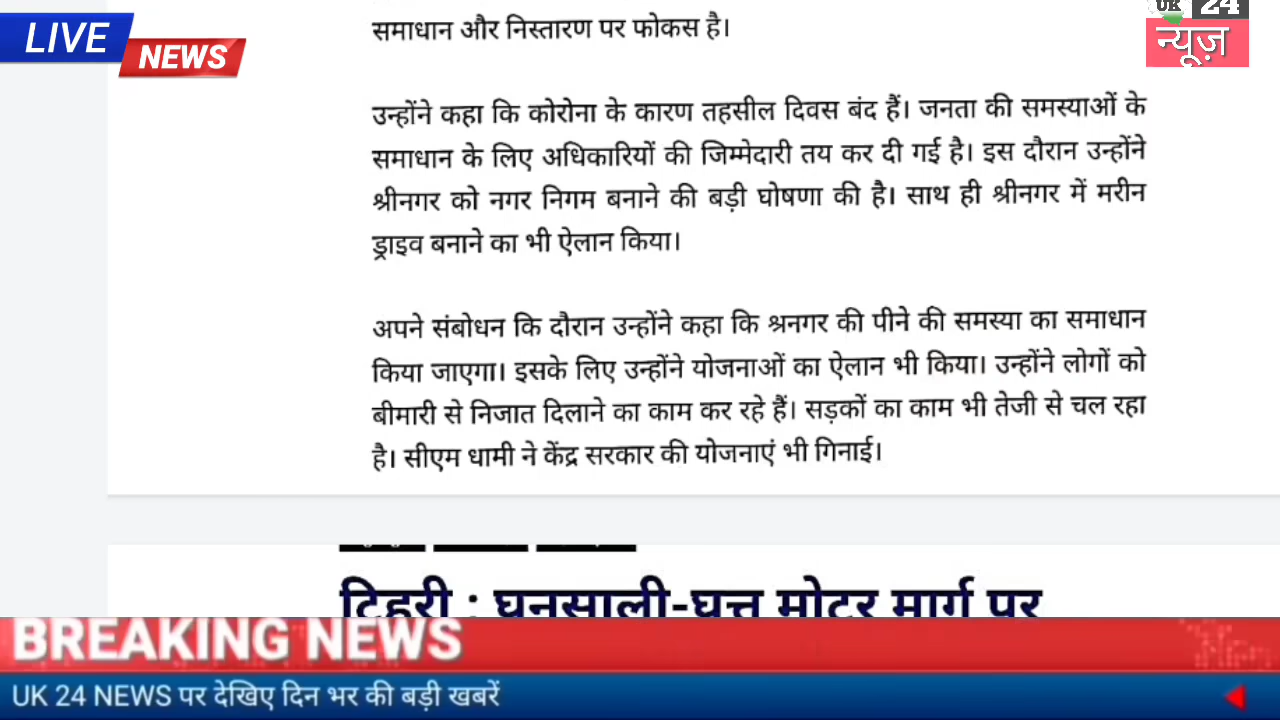 समाधान और निस्तारण पर फोकस है।
LIVE
NEWS
UK 24
न्यूज़
उन्होंने कहा कि कोरोना के कारण तहसील दिवस बंद हैं। जनता की समस्याओं के
समाधान के लिए अधिकारियों की जिम्मेदारी तय कर दी गई है। इस दौरान उन्होंने
श्रीनगर को नगर निगम बनाने की बड़ी घोषणा की है। साथ ही श्रीनगर में मरीन
ड्राइव बनाने का भी ऐलान किया।
अपने संबोधन कि दौरान उन्होंने कहा कि श्रनगर की पीने की समस्या का समाधान
किया जाएगा। इसके लिए उन्होंने योजनाओं का ऐलान भी किया। उन्होंने लोगों को
बीमारी से निजात दिलाने का काम कर रहे हैं। सड़कों का काम भी तेजी से चल रहा
है। सीएम धामी ने केंद्र सरकार की योजनाएं भी गिनाई।
टिहरी : घनसाली-घुत्तू मोटर मार्ग पर
BREAKING NEWS
UK 24 NEWS पर देखिए दिन भर की बड़ी खबरें